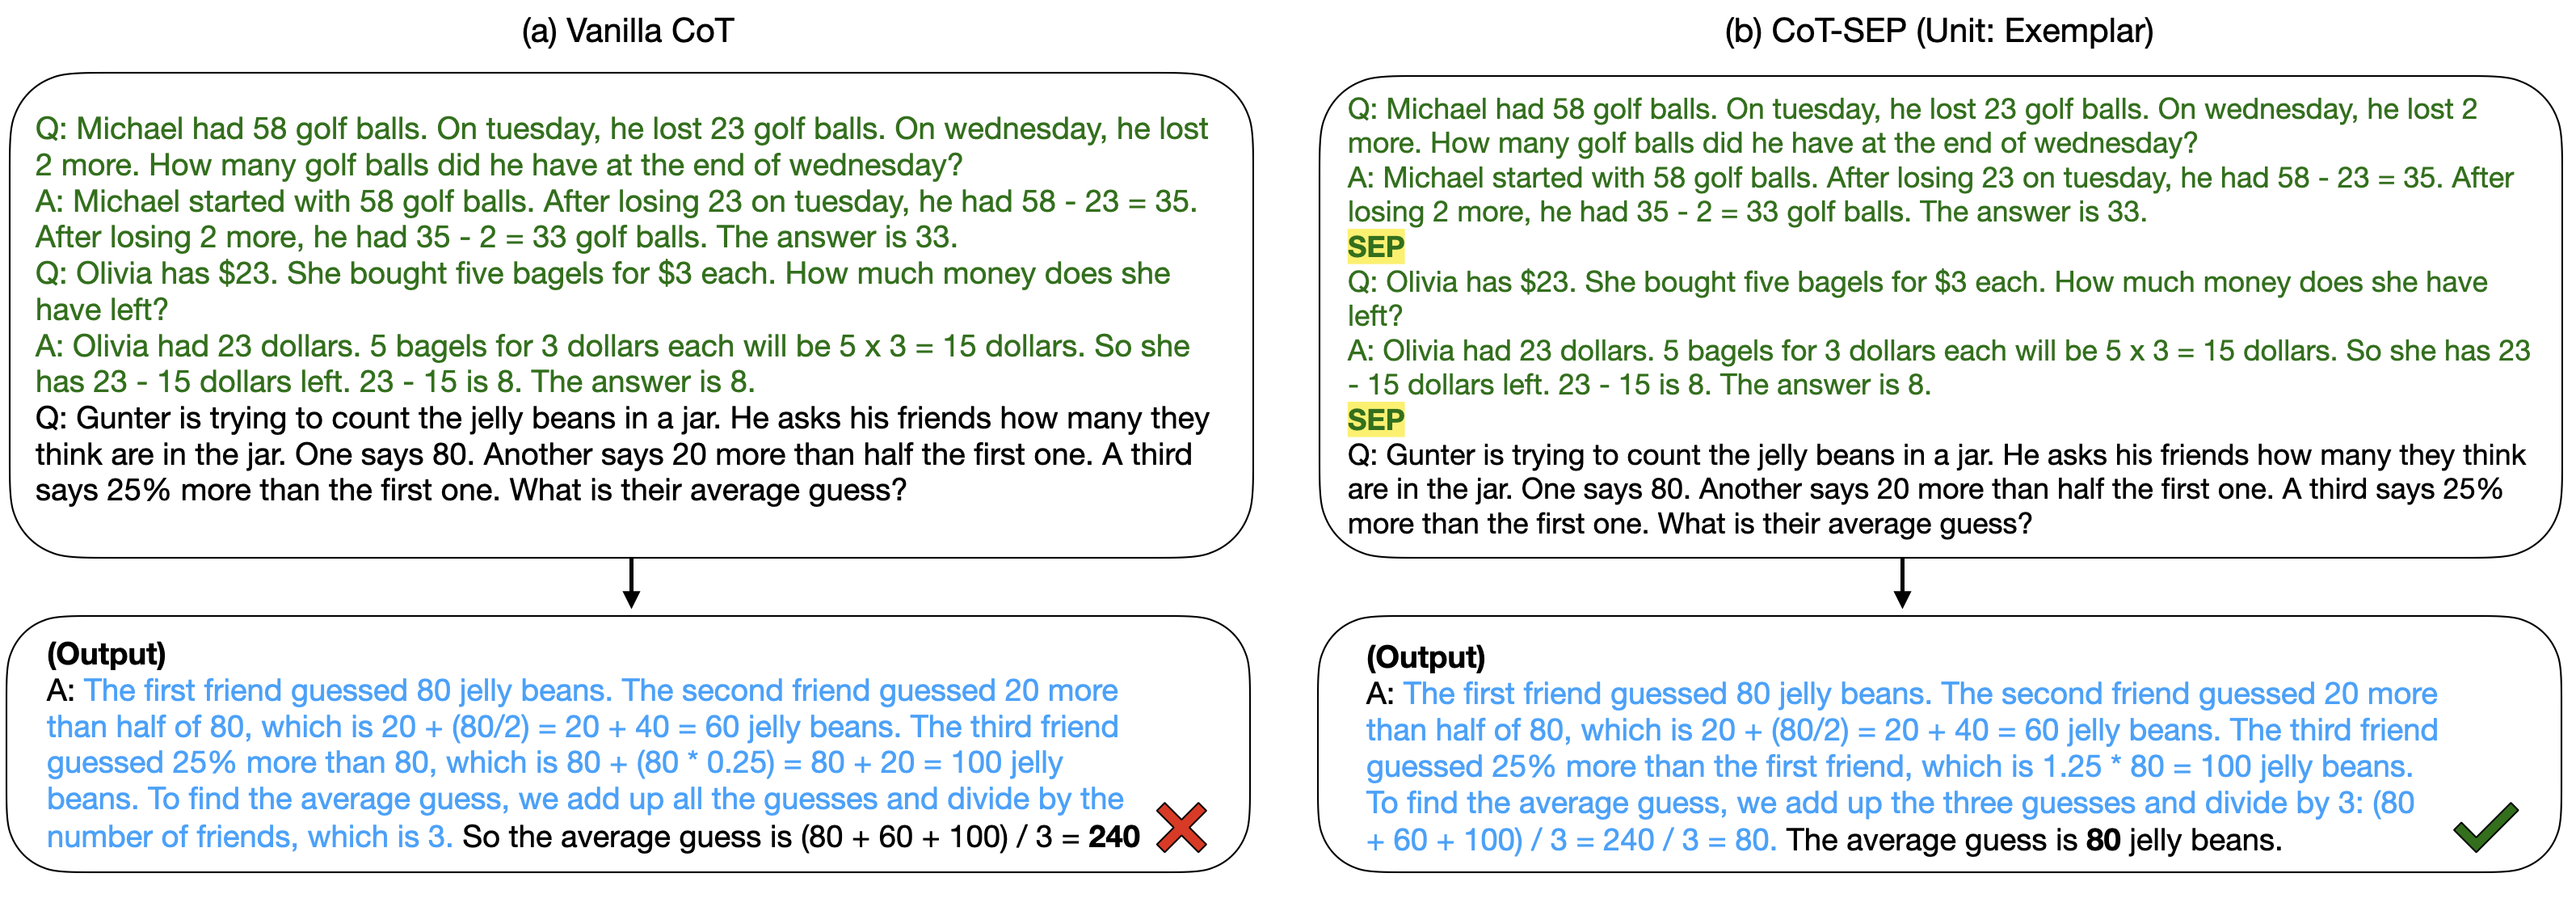 (a) Vanilla CoT
Q: Michael had 58 golf balls. On tuesday, he lost 23 golf balls. On wednesday, he lost
2 more. How many golf balls did he have at the end of wednesday?
A: Michael started with 58 golf balls. After losing 23 on tuesday, he had 58 - 23 = 35.
After losing 2 more, he had 35 - 2 = 33 golf balls. The answer is 33.
Q: Olivia has $23. She bought five bagels for $3 each. How much money does she
have left?
A: Olivia had 23 dollars. 5 bagels for 3 dollars each will be 5 x 3 = 15 dollars. So she
has 23 - 15 dollars left. 23 - 15 is 8. The answer is 8.
Q: Gunter is trying to count the jelly beans in a jar. He asks his friends how many they
think are in the jar. One says 80. Another says 20 more than half the first one. A third
says 25% more than the first one. What is their average guess?
(Output)
A: The first friend guessed 80 jelly beans. The second friend guessed 20 more
than half of 80, which is 20 + (80/2) = 20 + 40 = 60 jelly beans. The third friend
guessed 25% more than 80, which is 80 + (80 * 0.25) = 80 + 20 = 100 jelly
beans. To find the average guess, we add up all the guesses and divide by the
number of friends, which is 3. So the average guess is (80 + 60 + 100) / 3 = 240
(b) CoT-SEP (Unit: Exemplar)
Q: Michael had 58 golf balls. On tuesday, he lost 23 golf balls. On wednesday, he lost 2
more. How many golf balls did he have at the end of wednesday?
A: Michael started with 58 golf balls. After losing 23 on tuesday, he had 58 - 23 = 35. After
losing 2 more, he had 35 - 2 = 33 golf balls. The answer is 33.
SEP
Q: Olivia has $23. She bought five bagels for $3 each. How much money does she have
left?
A: Olivia had 23 dollars. 5 bagels for 3 dollars each will be 5 x 3 = 15 dollars. So she has 23
- 15 dollars left. 23 - 15 is 8. The answer is 8.
SEP
Q: Gunter is trying to count the jelly beans in a jar. He asks his friends how many they think
are in the jar. One says 80. Another says 20 more than half the first one. A third says 25%
more than the first one. What is their average guess?
(Output)
A: The first friend guessed 80 jelly beans. The second friend guessed 20 more
than half of 80, which is 20 + (80/2) = 20 + 40 = 60 jelly beans. The third friend
guessed 25% more than the first friend, which is 1.25 * 80 = 100 jelly beans.
To find the average guess, we add up the three guesses and divide by 3: (80
+ 60 + 100) / 3 = 240 / 3 = 80. The average guess is 80 jelly beans.